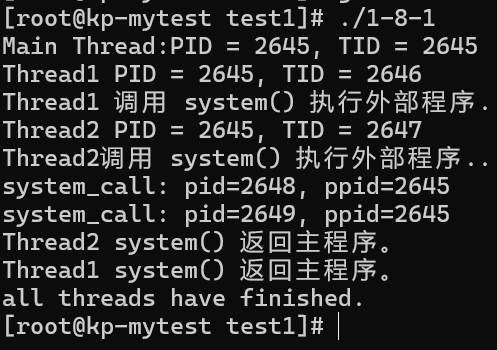 [root@kp-mytest test1]# ./1-8-1
Main Thread:PID = 2645, TID = 2645
Thread1 PID = 2645, TID = 2646
Thread1 调用 system() 执行外部程序.
Thread2 PID = 2645, TID = 2647
Thread2调用 system() 执行外部程序..
system_call: pid=2648, ppid=2645
system_call: pid=2649, ppid=2645
Thread2 system() 返回主程序。
Thread1 system() 返回主程序。
all threads have finished.
[root@kp-mytest test1]#